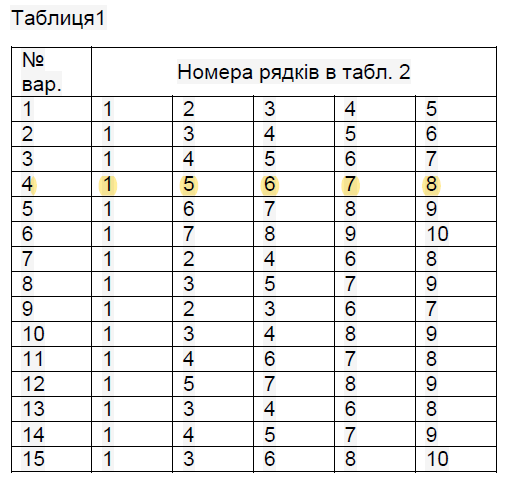 Таблиця1
№ вар. Номера рядків в табл. 2
1 1 2 3 4 5
2 1 3 4 5 6
3 1 4 5 6 7
4 1 5 6 7 8
5 1 6 7 8 9
6 1 7 8 9 10
7 1 2 4 6 8
8 1 3 5 7 9
9 1 2 3 6 7
10 1 3 4 8 9
11 1 4 6 7 8
12 1 5 7 8 9
13 1 3 4 6 8
14 1 4 5 7 9
15 1 3 6 8 10